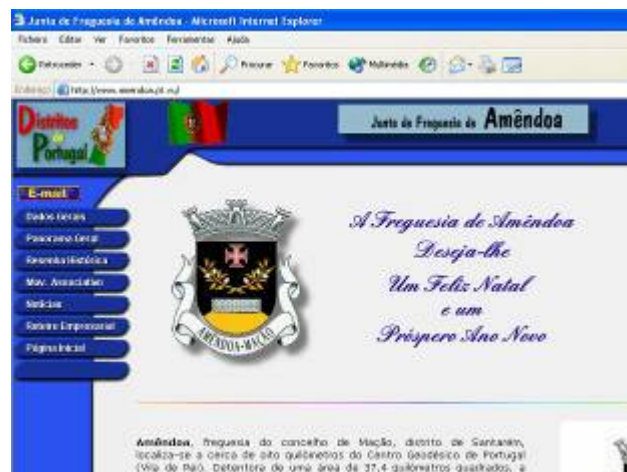 Junta de Freguesia de Amêndoa - Microsoft Internet Explorer
Ficheiro Editar Ver Favoritos Ferramentas Ajuda
Retroceder Procurar Favoritos Multimédia
Endereço http://www.amendoa.pt.vu/
Distritos
de
Portugal
Junta de Freguesia de Amêndoa
E-mail
Dados Gerais
Panorama Geral
Resenha Histórica
Mov. Associativo
Notícias
Roteiro Empresarial
Página Inicial
AMÊNDOA-MAÇÃO
A Freguesia de Amêndoa
Deseja-lhe
Um Feliz Natal
e um
Próspero Ano Novo
Amêndoa, freguesia do concelho de Mação, distrito de Santarém,
localiza-se a cerca de oito quilómetros do Centro Geodésico de Portugal
(Vila de Rei). Detentora de uma área de 37,4 quilómetros quadrados, a